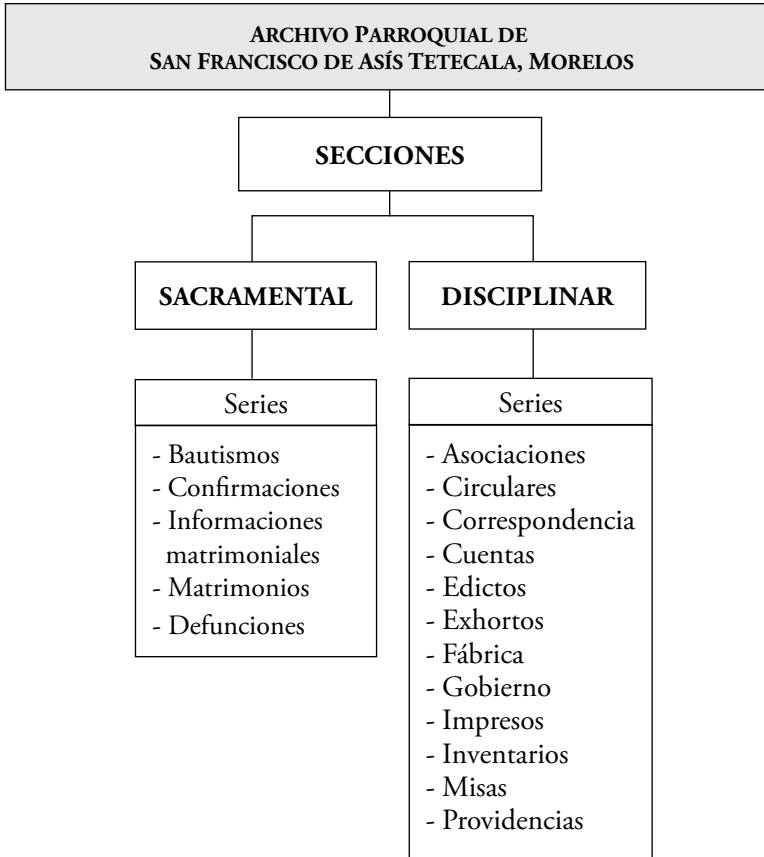 ARCHIVO PARROQUIAL DE
SAN FRANCISCO DE ASÍS TETECALA, MORELOS
SECCIONES
SACRAMENTAL
Series
- Bautismos
- Confirmaciones
- Informaciones
matrimoniales
- Matrimonios
- Defunciones
DISCIPLINAR
Series
- Asociaciones
- Circulares
- Correspondencia
- Cuentas
- Edictos
- Exhortos
- Fábrica
- Gobierno
- Impresos
- Inventarios
- Misas
- Providencias